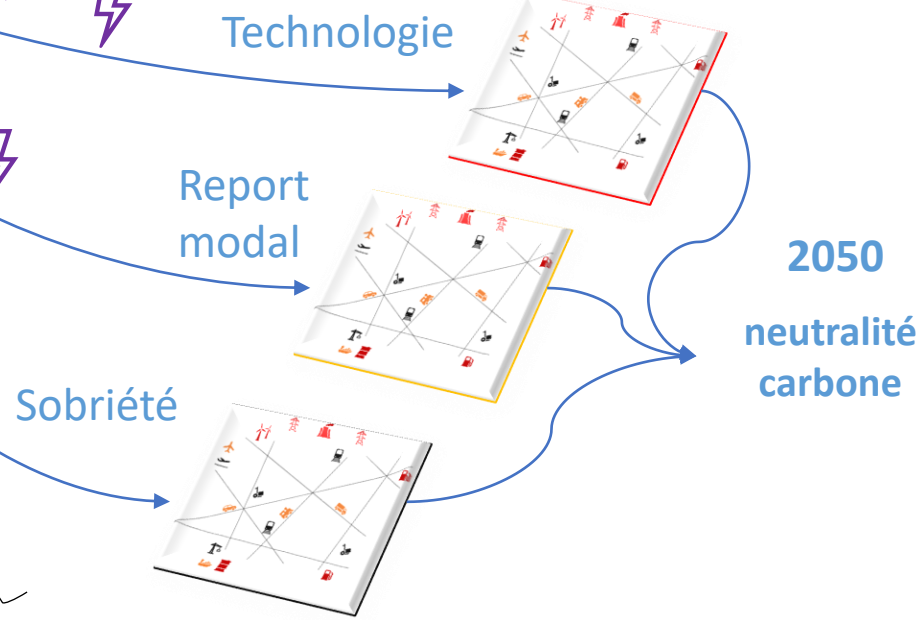 Technologie
Report
modal
Sobriété
2050
neutralité
carbone